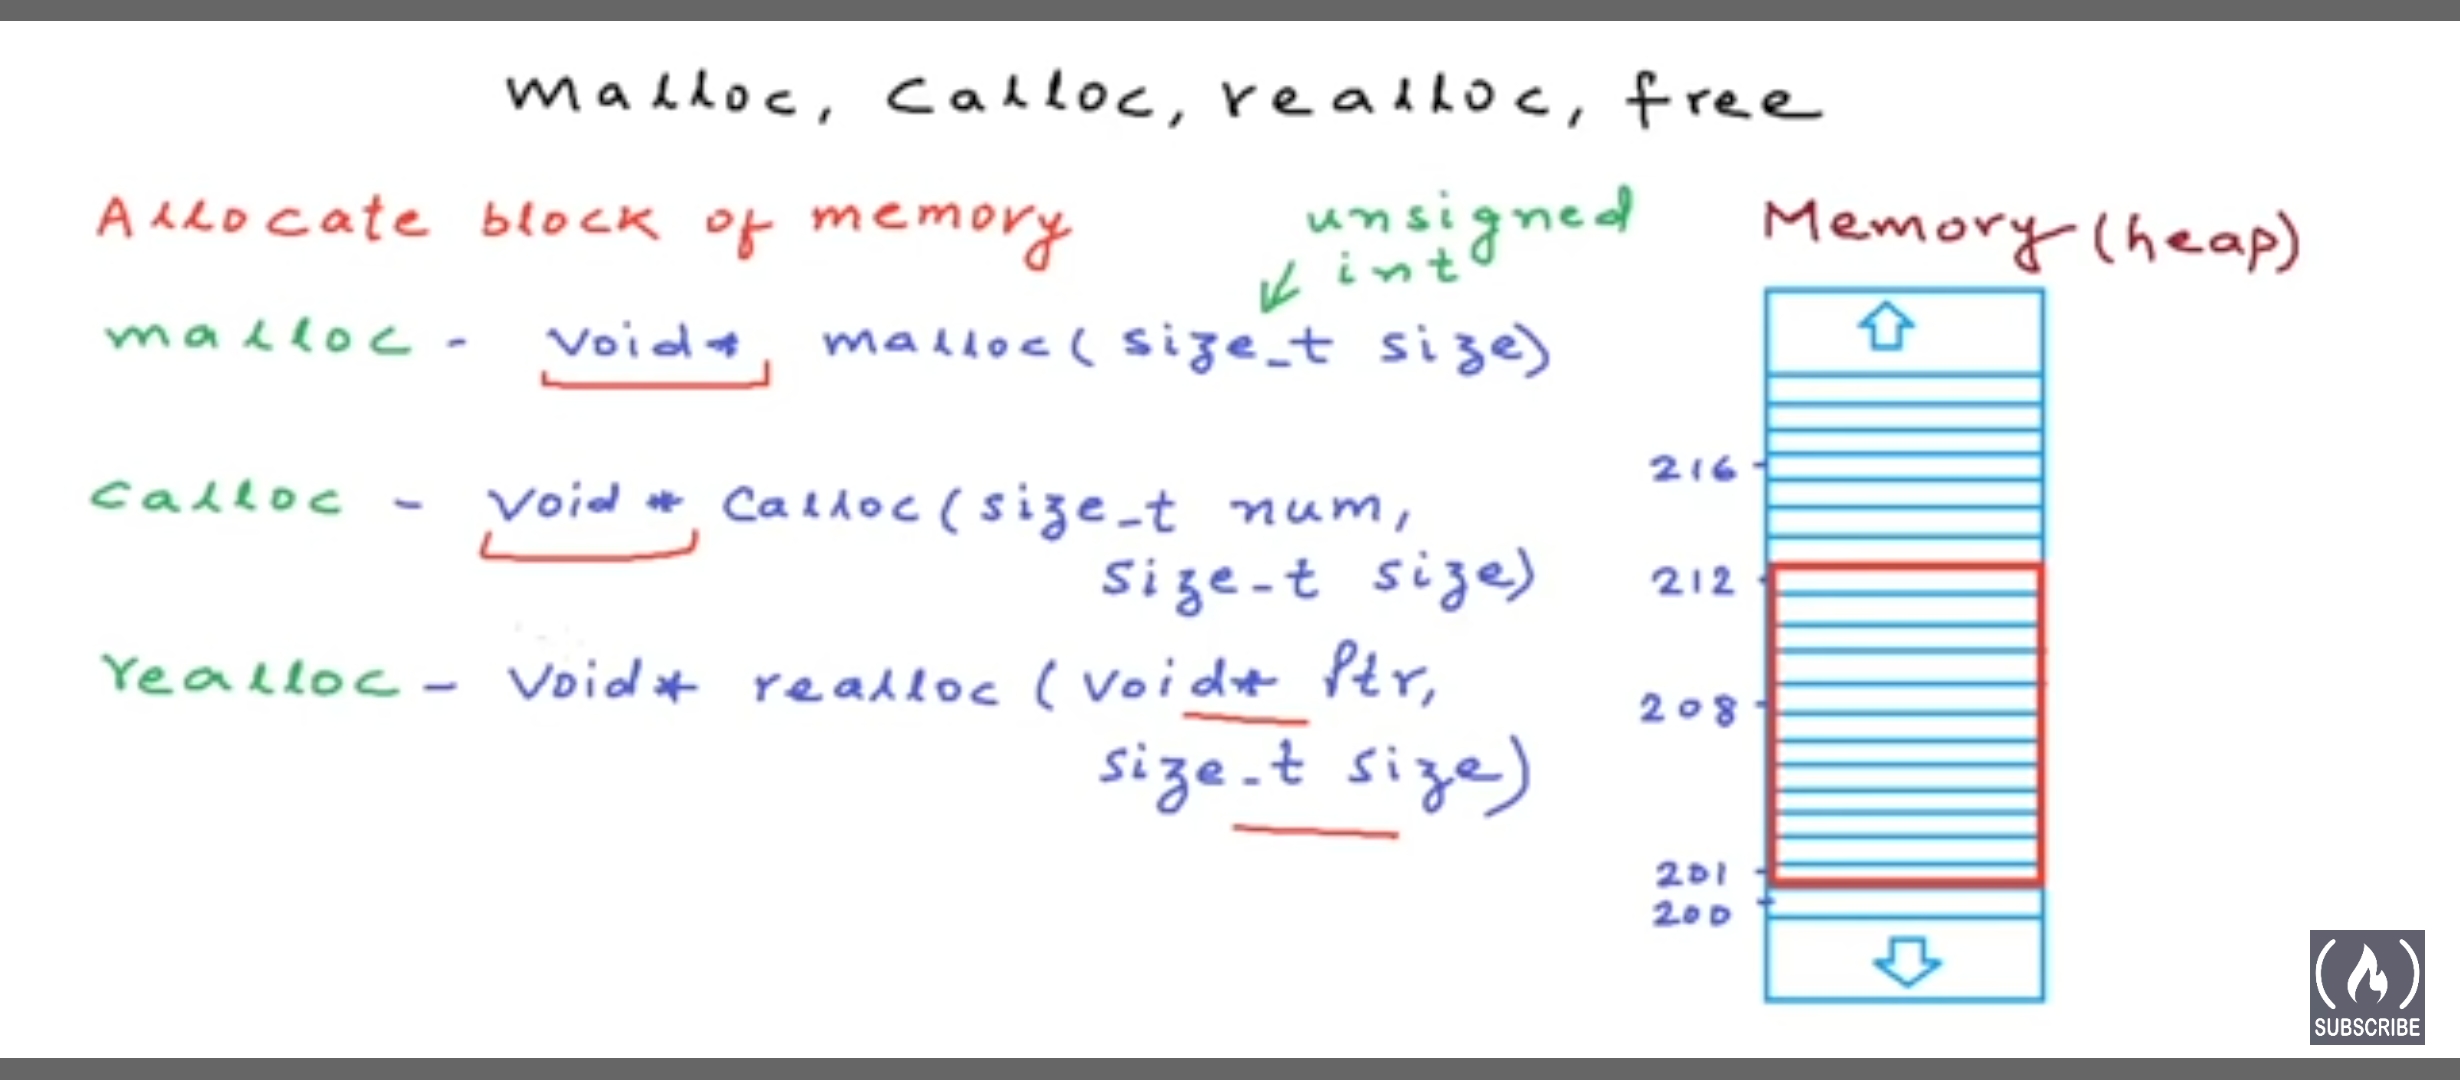 malloc, calloc, realloc, free
Allocate block of memory
unsigned
int
malloc - void* malloc(size_t size)
calloc - void * calloc(size_t num,
size_t size)
realloc - void* realloc (void* Ptr,
size_t size)
Memory (heap)
216
212
208
201
200
SUBSCRIBE